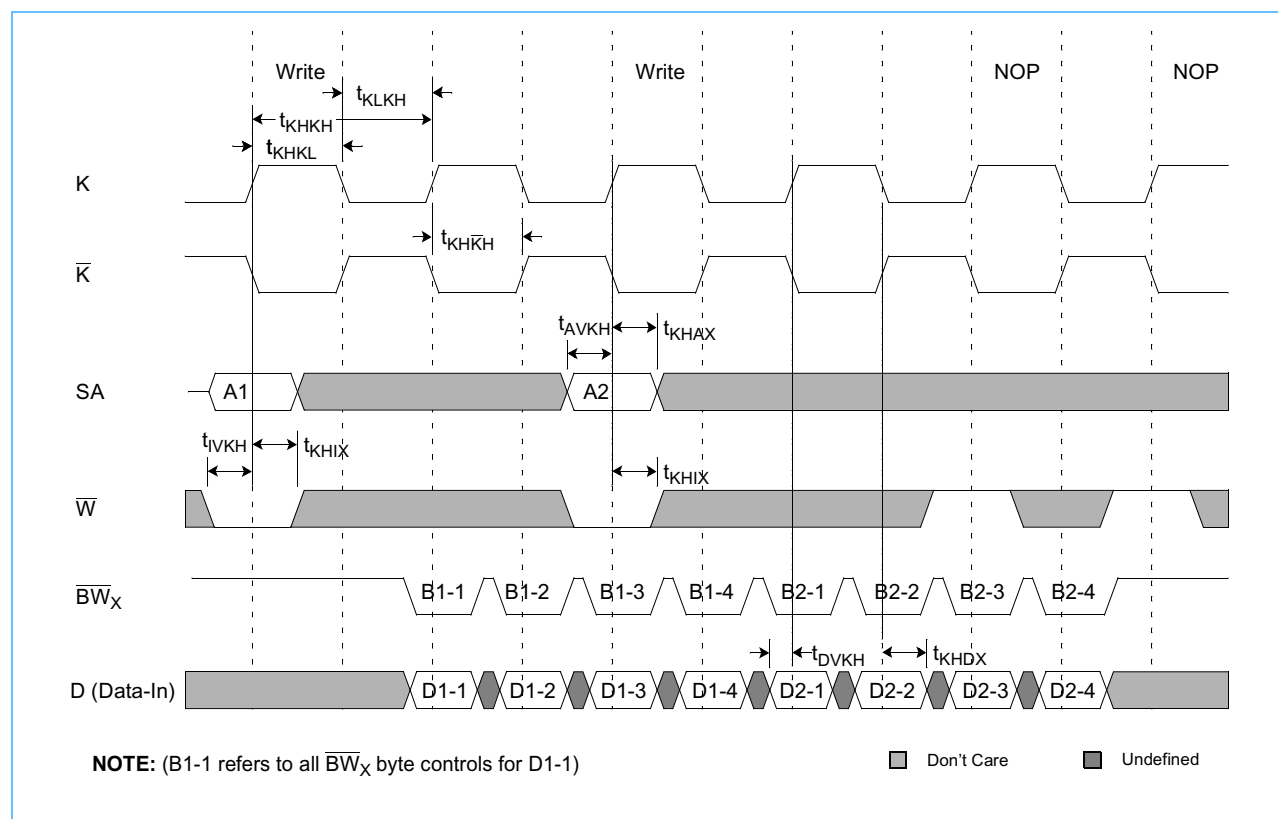 Write Write NOP NOP
tKLKH
tKHKH
tKHKL
K
tKHK̅H
K̅
tAVKH tKHAX
SA A1 A2
tIVKH tKHIX
tKHIX
W̅
B̅W̅X B1-1 B1-2 B1-3 B1-4 B2-1 B2-2 B2-3 B2-4
tDVKH tKHDX
D (Data-In) D1-1 D1-2 D1-3 D1-4 D2-1 D2-2 D2-3 D2-4
NOTE: (B1-1 refers to all B̅W̅X byte controls for D1-1) Don't Care Undefined